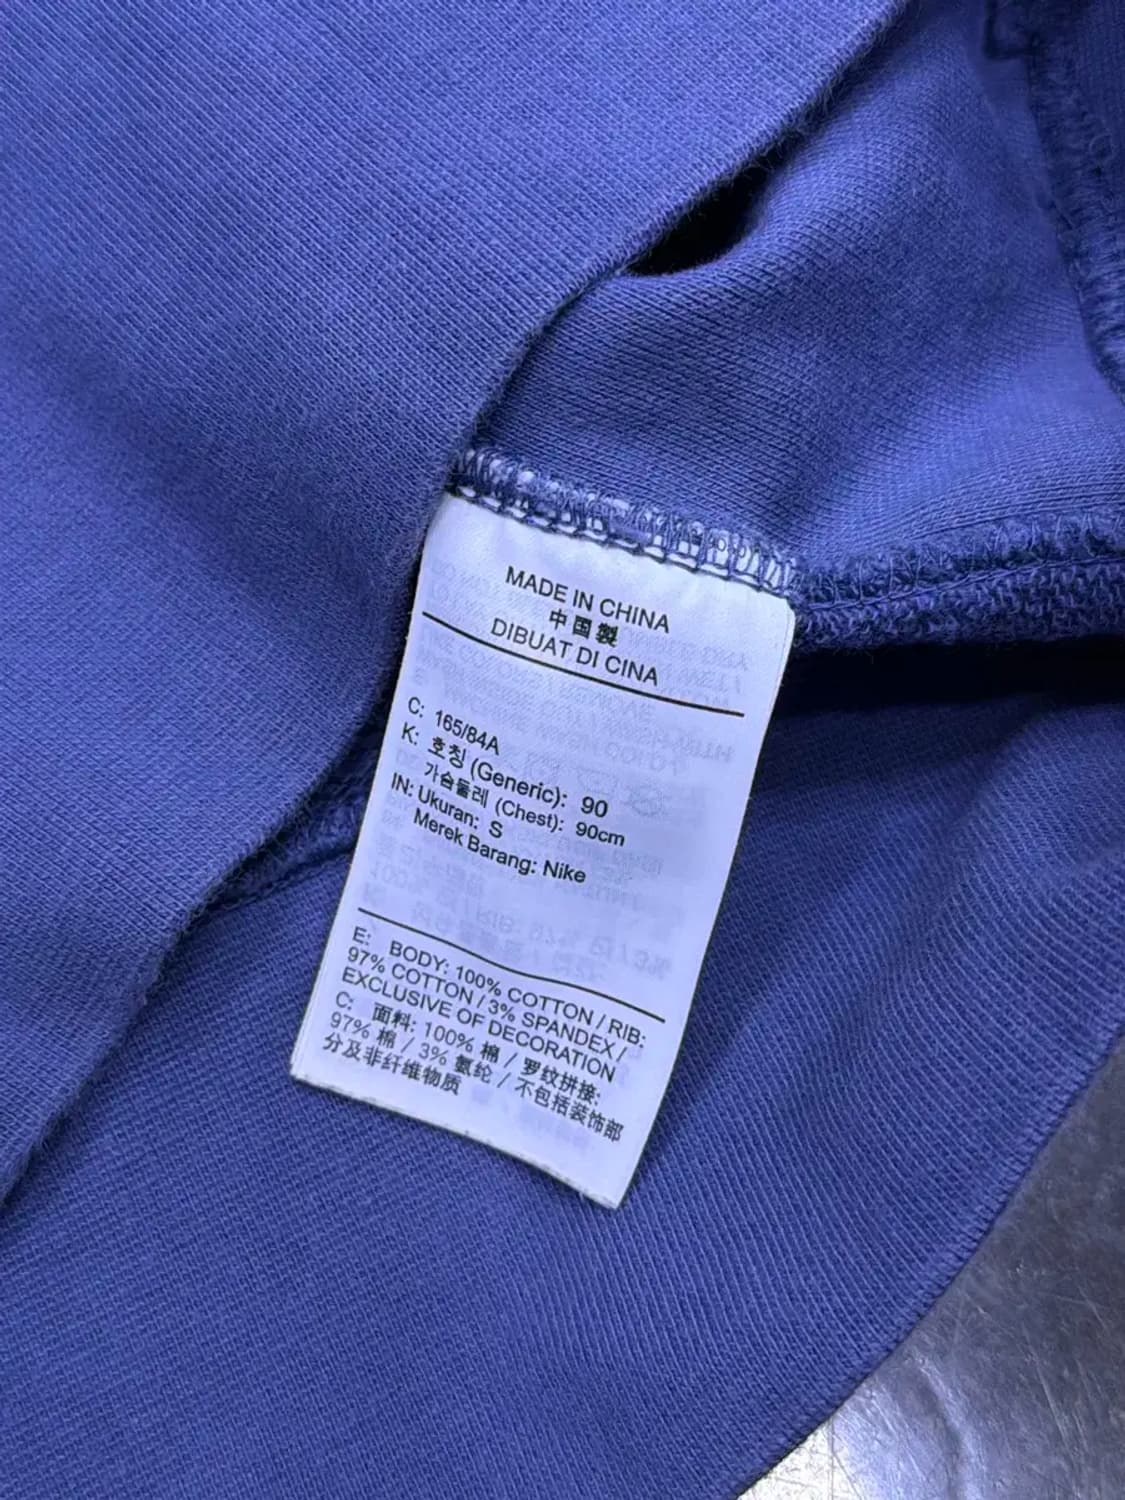 MADE IN CHINA
中国製
DIBUAT DI CINA
C: 165/84A
K: 호칭 (Generic): 90
가슴둘레 (Chest): 90cm
IN: Ukuran: S
Merek Barang: Nike
E: BODY: 100% COTTON / RIB:
97% COTTON / 3% SPANDEX /
EXCLUSIVE OF DECORATION
C: 面料: 100% 棉 / 罗纹拼接:
97% 棉 / 3% 氨纶 / 不包括装饰部
分及非纤维物质